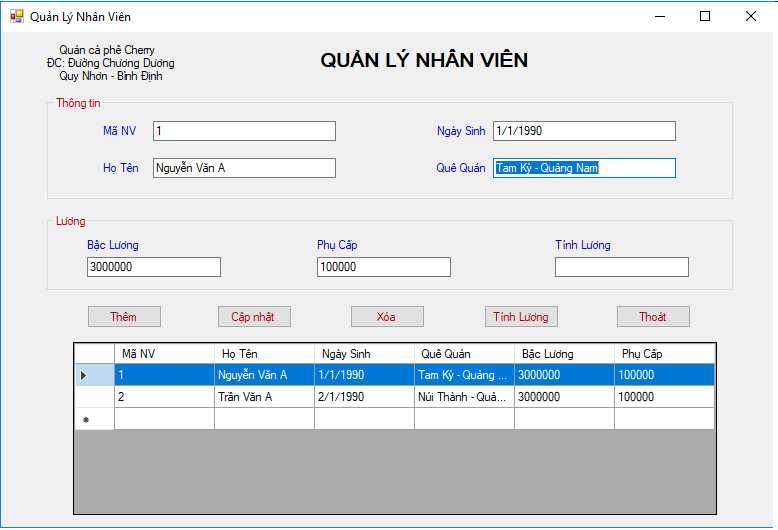 Quản Lý Nhân Viên
Quán cà phê Cherry
ĐC: Đường Chương Dương
Quy Nhơn - Bình Định
QUẢN LÝ NHÂN VIÊN
Thông tin
Mã NV 1 Ngày Sinh 1/1/1990
Họ Tên Nguyễn Văn A Quê Quán Tam Kỳ - Quảng Nam
Lương
Bậc Lương Phụ Cấp Tính Lương
3000000 100000
Thêm Cập nhật Xóa Tính Lương Thoát
Mã NV Họ Tên Ngày Sinh Quê Quán Bậc Lương Phụ Cấp
1 Nguyễn Văn A 1/1/1990 Tam Kỳ - Quảng ... 3000000 100000
2 Trần Văn A 2/1/1990 Núi Thành - Quả... 3000000 100000